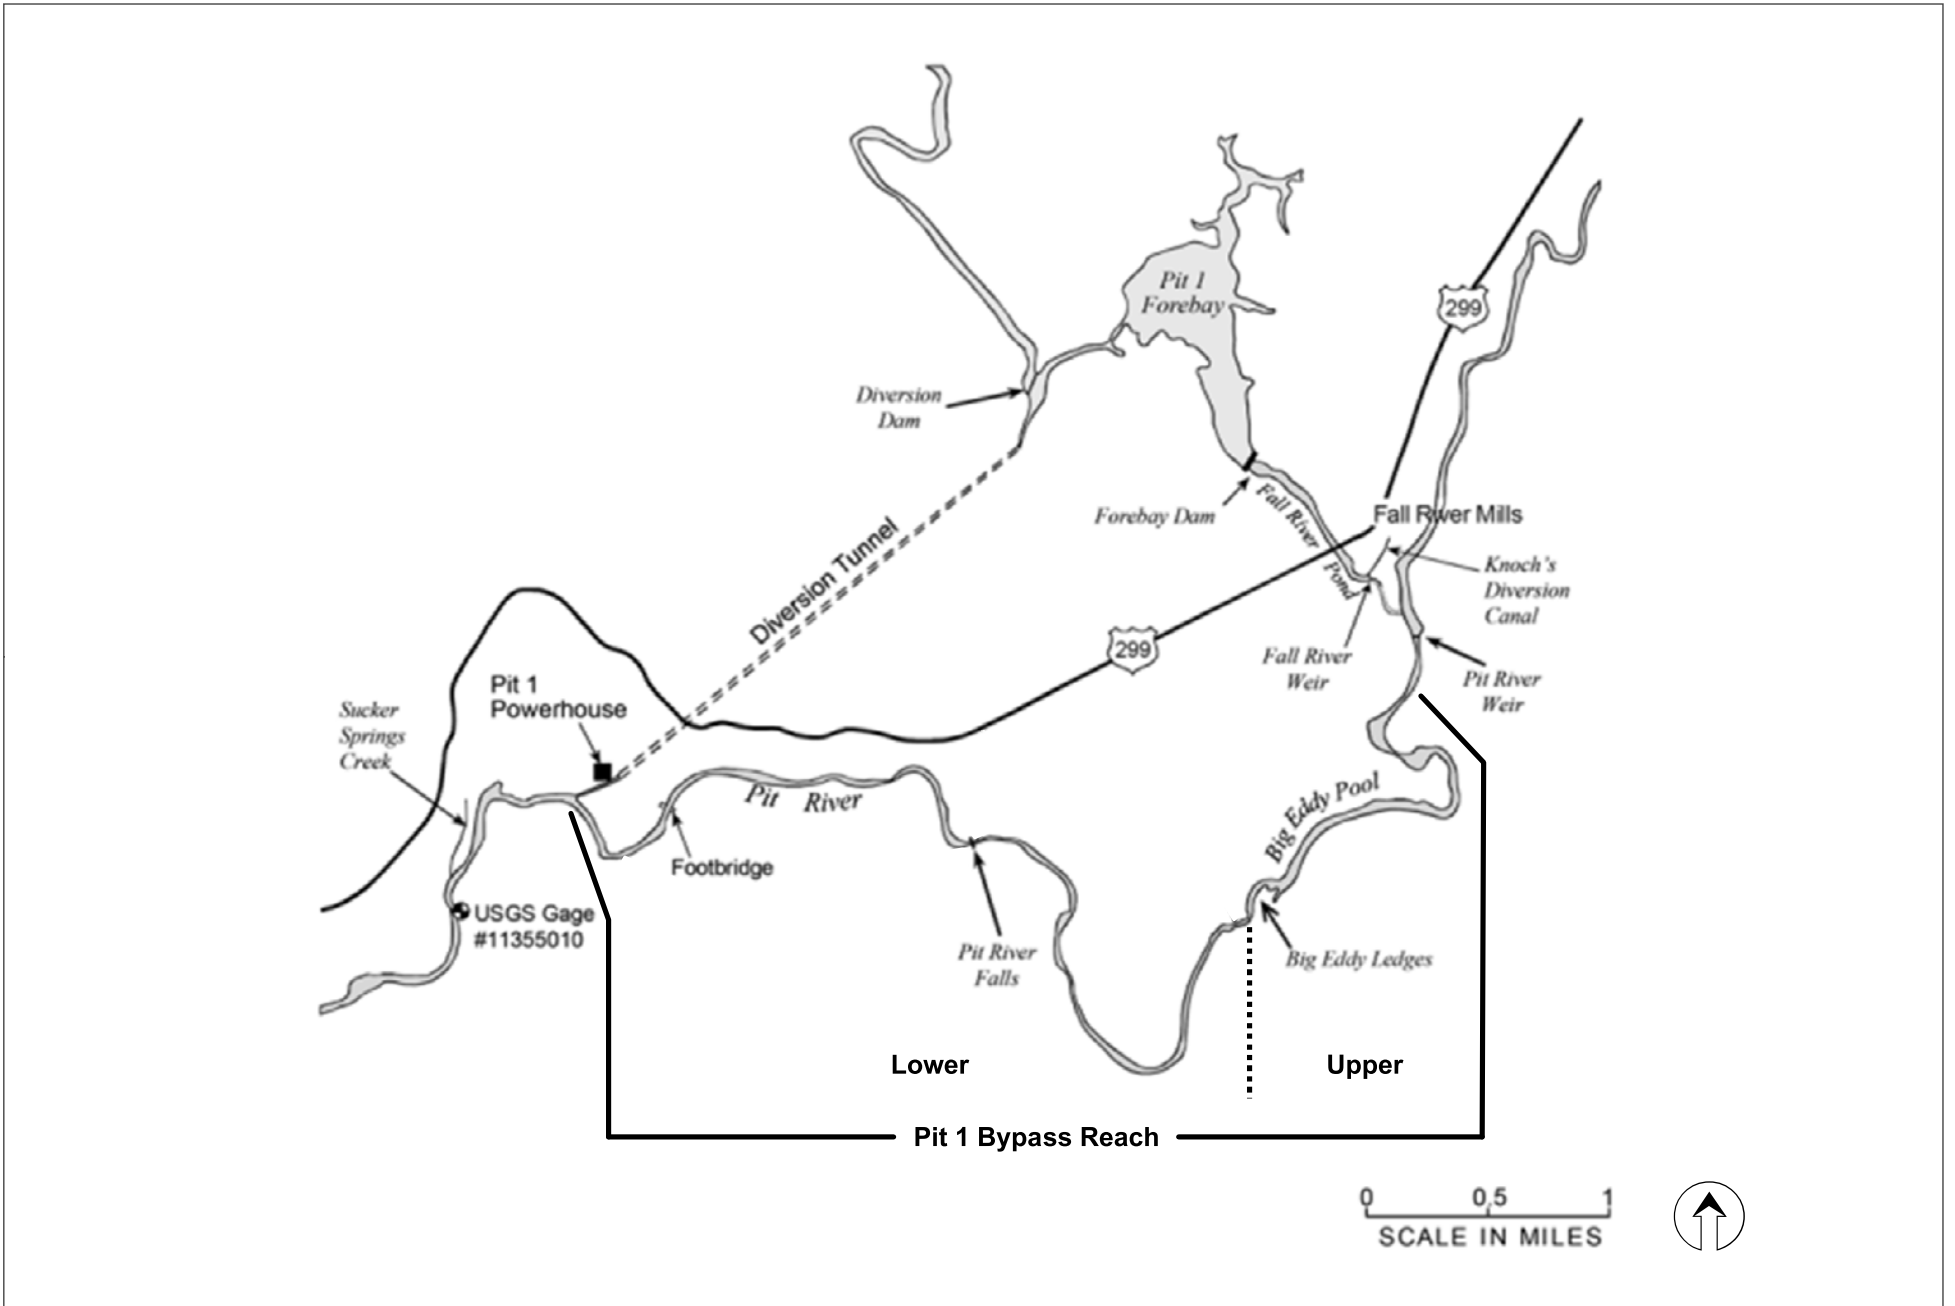 Pit 1
Forebay
299
Diversion
Dam
Forebay Dam
Fall River
Pond
Fall River Mills
Knoch's
Diversion
Canal
Diversion Tunnel
299
Fall River
Weir
Pit River
Weir
Pit 1
Powerhouse
Sucker
Springs
Creek
Pit River
Big Eddy Pool
Footbridge
USGS Gage
#11355010
Pit River
Falls
Big Eddy Ledges
Lower
Upper
Pit 1 Bypass Reach
0 0.5 1
SCALE IN MILES